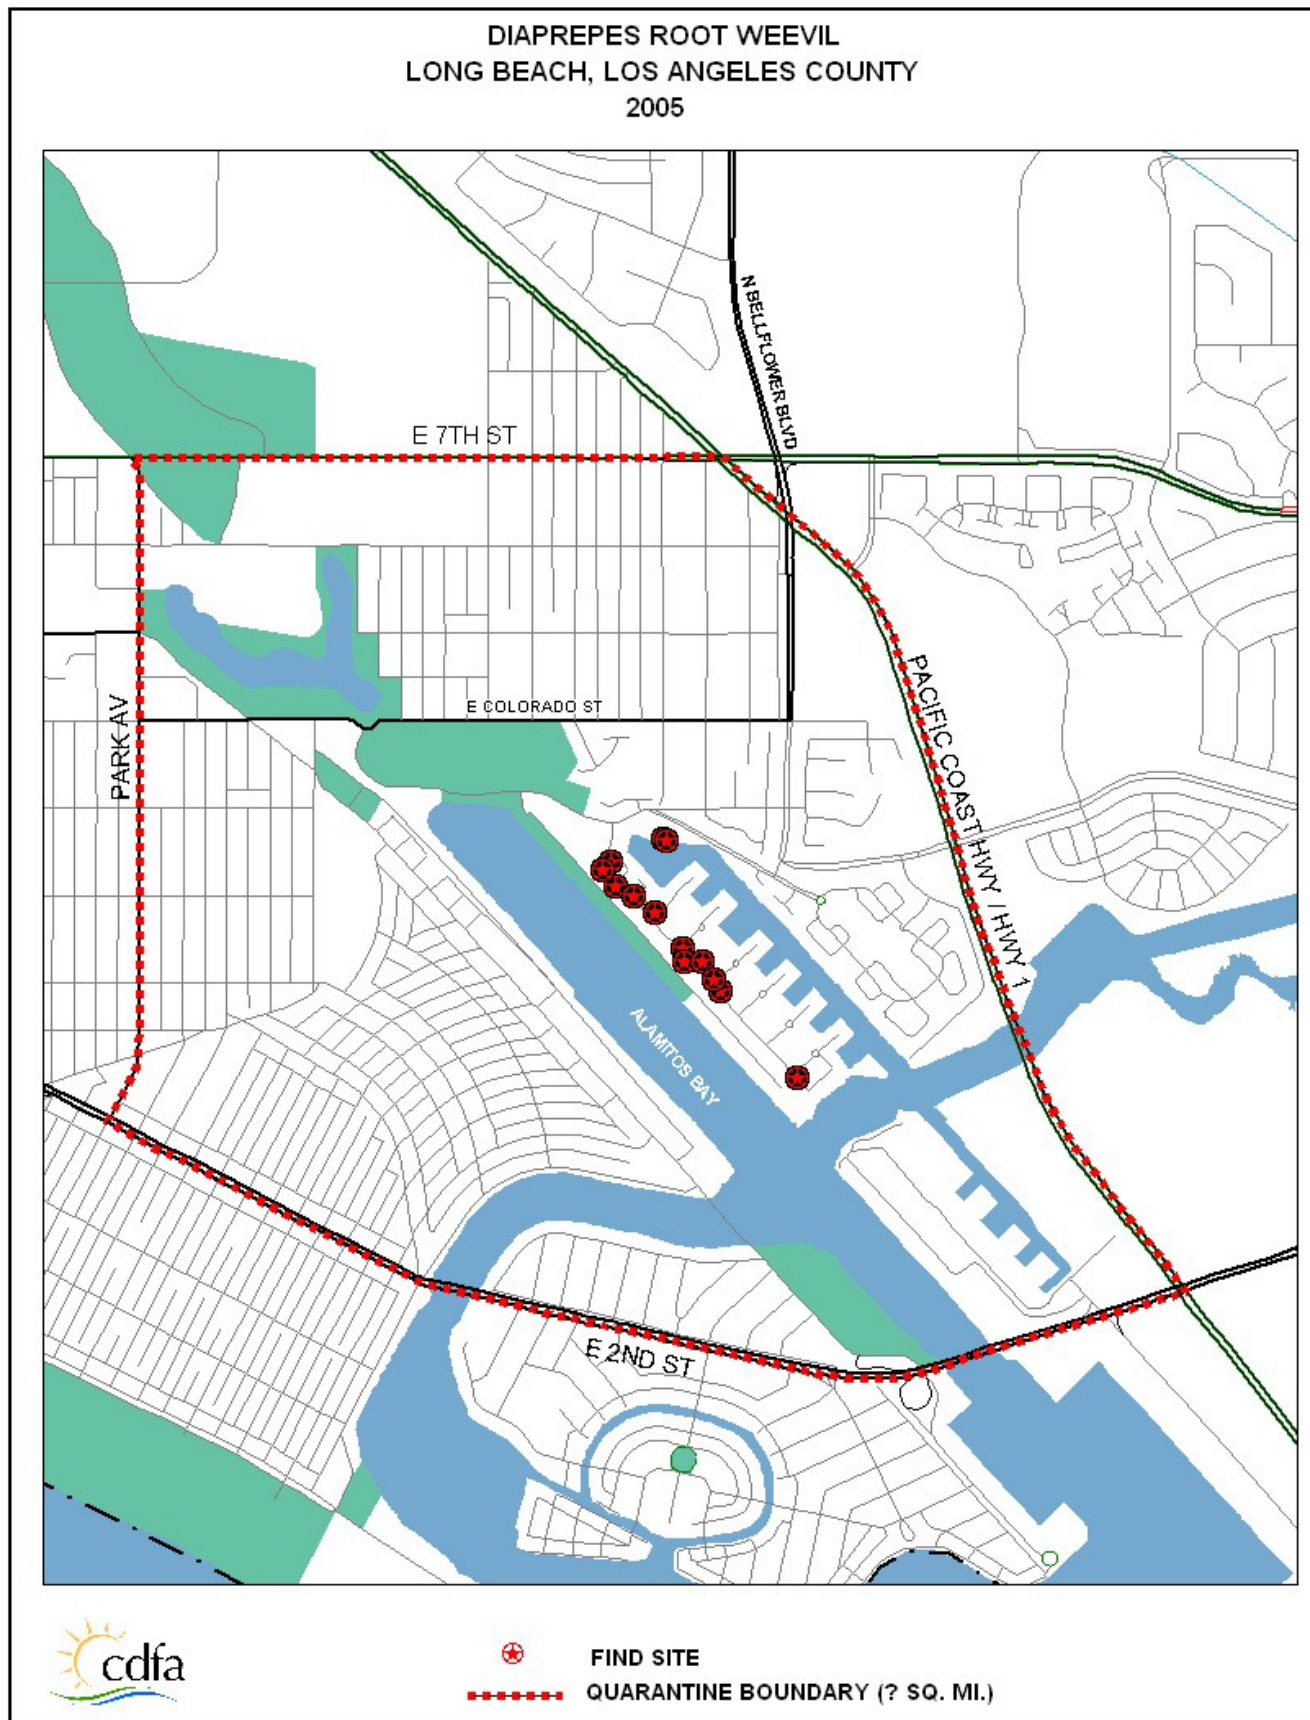 DIAPREPES ROOT WEEVIL
LONG BEACH, LOS ANGELES COUNTY
2005
N BELLFLOWER BLVD
E 7TH ST
PACIFIC COAST HWY / HWY 1
PARK AV
E COLORADO ST
ALAMITOS BAY
E 2ND ST
cdfa
FIND SITE
QUARANTINE BOUNDARY (? SQ. MI.)